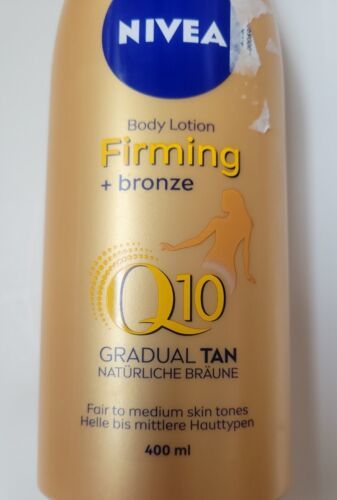 NIVEA
Body Lotion
Firming
+ bronze
Q10
GRADUAL TAN
NATÜRLICHE BRÄUNE
Fair to medium skin tones
Helle bis mittlere Hauttypen
400 ml